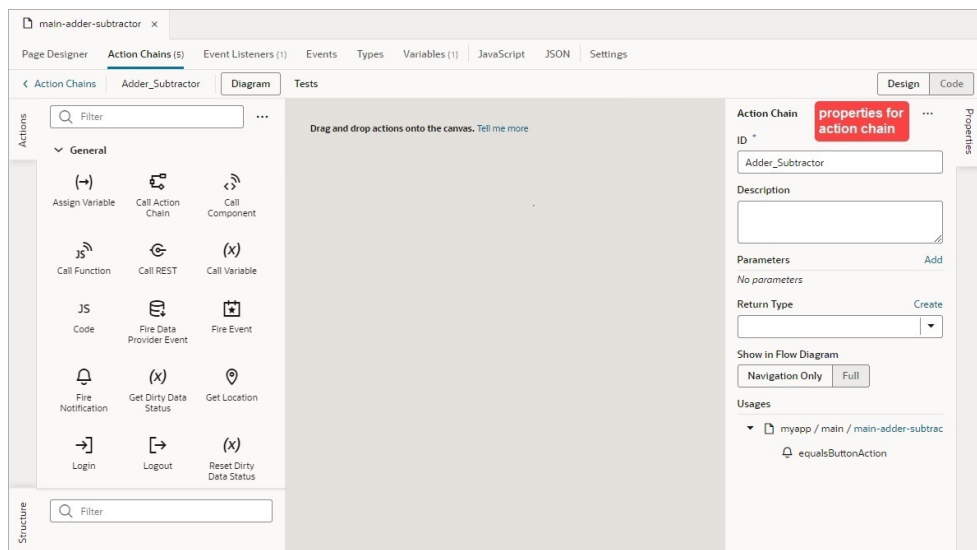 main-adder-subtractor ×
Page Designer Action Chains (5) Event Listeners (1) Events Types Variables (1) JavaScript JSON Settings
Action Chains Adder_Subtractor Diagram Tests Design Code
Actions
Filter ...
General
(→) Assign Variable
Call Action
Chain
Call
Component
JS
Call Function
Call REST
(x)
Call Variable
JS
Code
Fire Data
Provider Event
Fire Event
Fire
Notification
(x)
Get Dirty Data
Status
Get Location
Login
Logout
(x)
Reset Dirty
Data Status
Structure
Filter
Drag and drop actions onto the canvas. Tell me more
Action Chain
properties for
action chain
...
Properties
ID *
Adder_Subtractor
Description
Parameters Add
No parameters
Return Type Create
Show in Flow Diagram
Navigation Only Full
Usages
myapp / main / main-adder-subtrac
equalsButtonAction